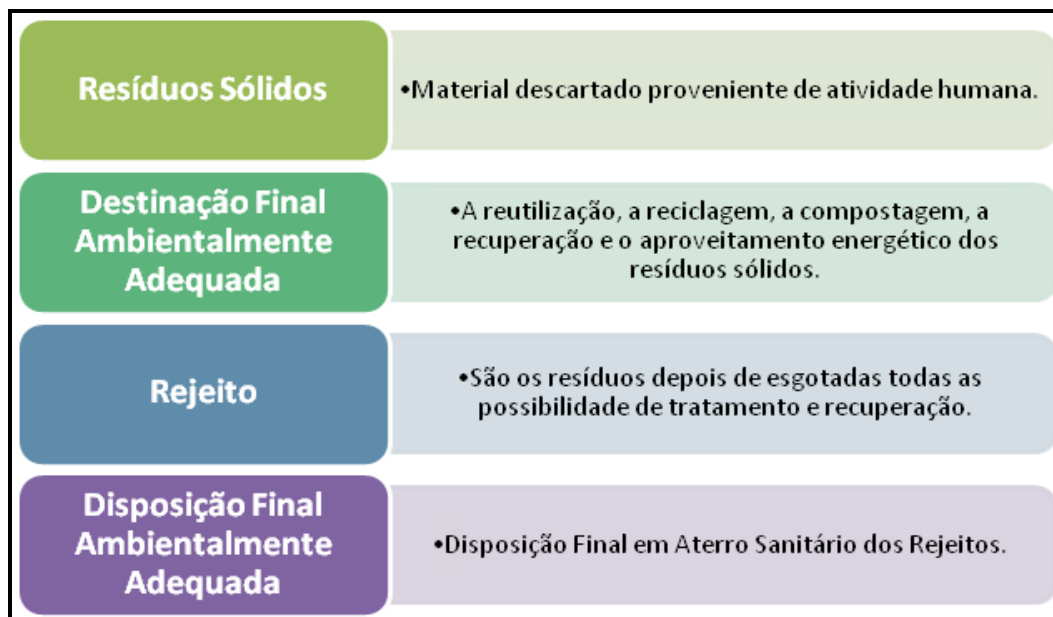 Resíduos Sólidos
•Material descartado proveniente de atividade humana.
Destinação Final
Ambientalmente
Adequada
•A reutilização, a reciclagem, a compostagem, a
recuperação e o aproveitamento energético dos
resíduos sólidos.
Rejeito
•São os resíduos depois de esgotadas todas as
possibilidade de tratamento e recuperação.
Disposição Final
Ambientalmente
Adequada
•Disposição Final em Aterro Sanitário dos Rejeitos.